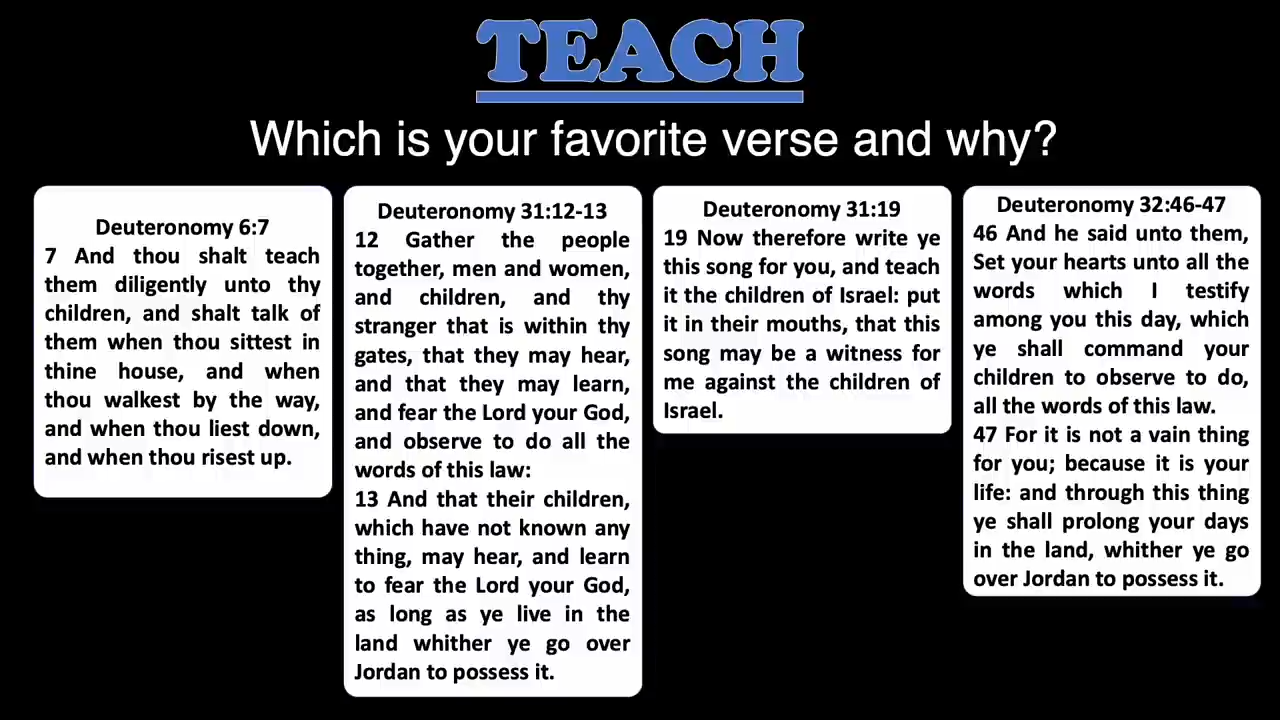 TEACH
Which is your favorite verse and why?
Deuteronomy 6:7
7 And thou shalt teach
them diligently unto thy
children, and shalt talk of
them when thou sittest in
thine house, and when
thou walkest by the way,
and when thou liest down,
and when thou risest up.
Deuteronomy 31:12-13
12 Gather the people
together, men and women,
and children, and thy
stranger that is within thy
gates, that they may hear,
and that they may learn,
and fear the Lord your God,
and observe to do all the
words of this law:
13 And that their children,
which have not known any
thing, may hear, and learn
to fear the Lord your God,
as long as ye live in the
land whither ye go over
Jordan to possess it.
Deuteronomy 31:19
19 Now therefore write ye
this song for you, and teach
it the children of Israel: put
it in their mouths, that this
song may be a witness for
me against the children of
Israel.
Deuteronomy 32:46-47
46 And he said unto them,
Set your hearts unto all the
words which I testify
among you this day, which
ye shall command your
children to observe to do,
all the words of this law.
47 For it is not a vain thing
for you; because it is your
life: and through this thing
ye shall prolong your days
in the land, whither ye go
over Jordan to possess it.